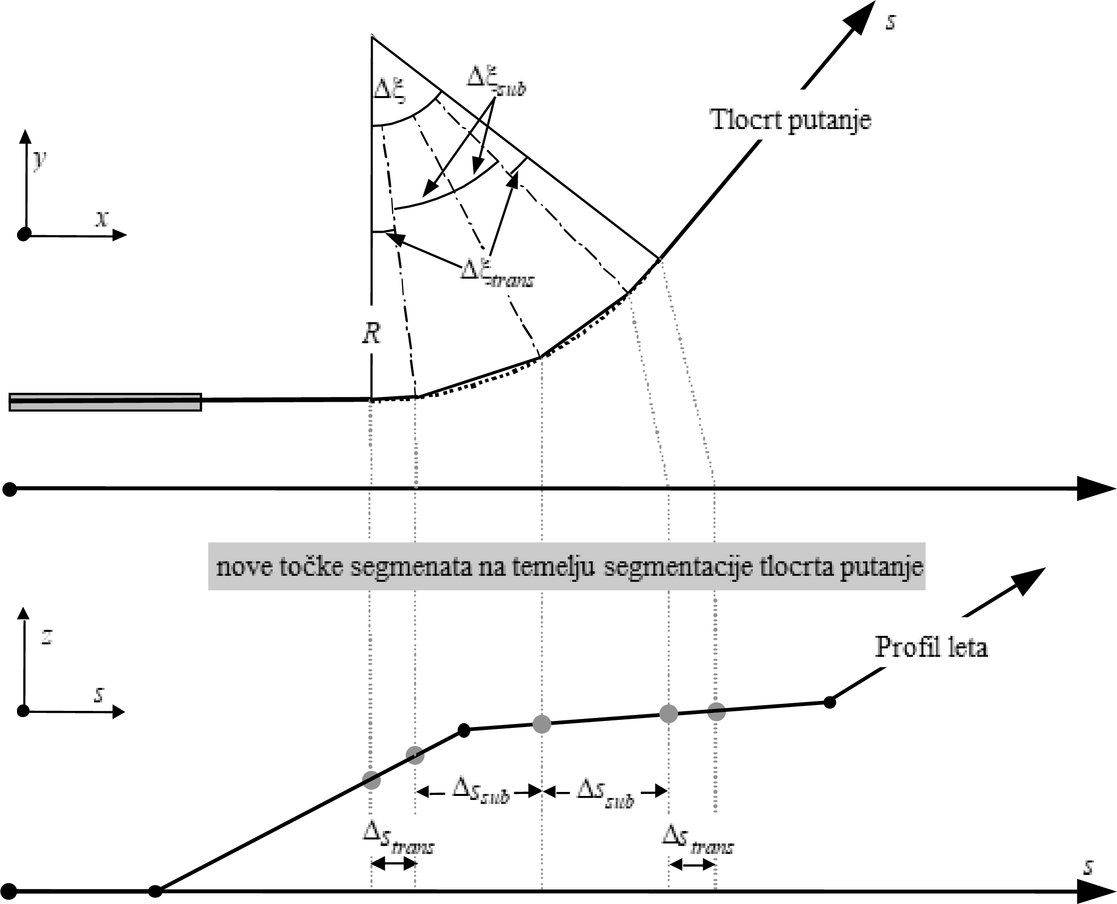 s
Δξ
Δξsub
Tlocrt putanje
y
x
Δξtrans
R
nove točke segmenata na temelju segmentacije tlocrta putanje
z
Profil leta
s
Δssub
Δssub
Δstrans
Δstrans
s